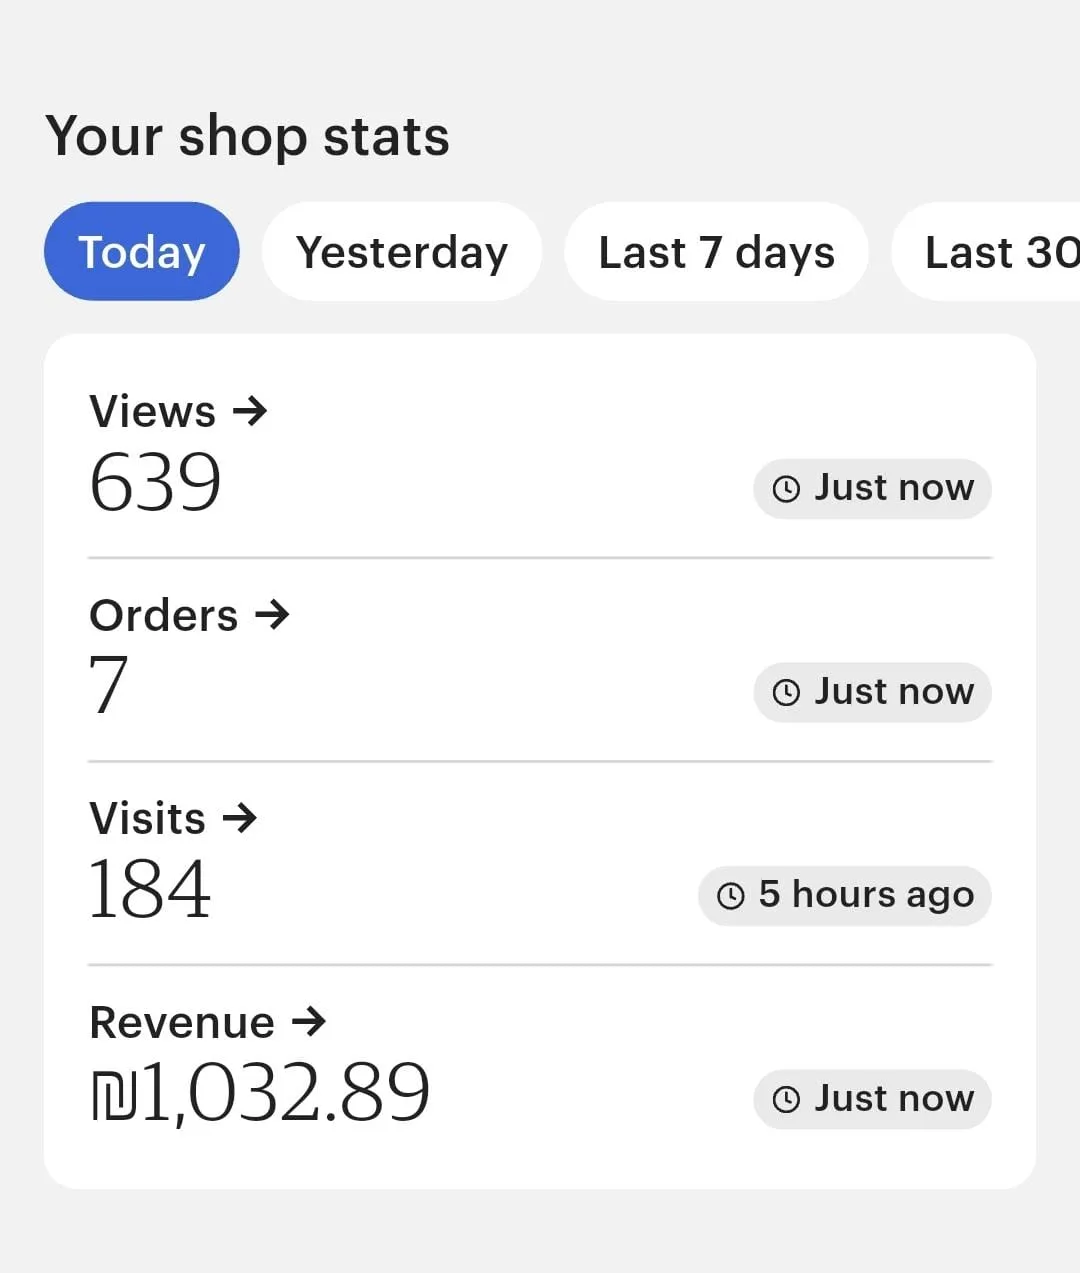 Your shop stats
Today Yesterday Last 7 days Last 30
Views →
639
Just now
Orders →
7
Just now
Visits →
184
5 hours ago
Revenue →
₪1,032.89
Just now